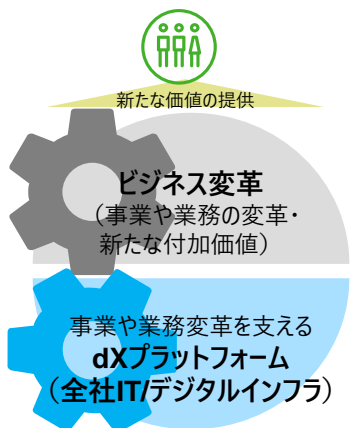 新たな価値の提供
ビジネス変革
（事業や業務の変革・
新たな付加価値）
事業や業務変革を支える
dXプラットフォーム
（全社IT/デジタルインフラ）